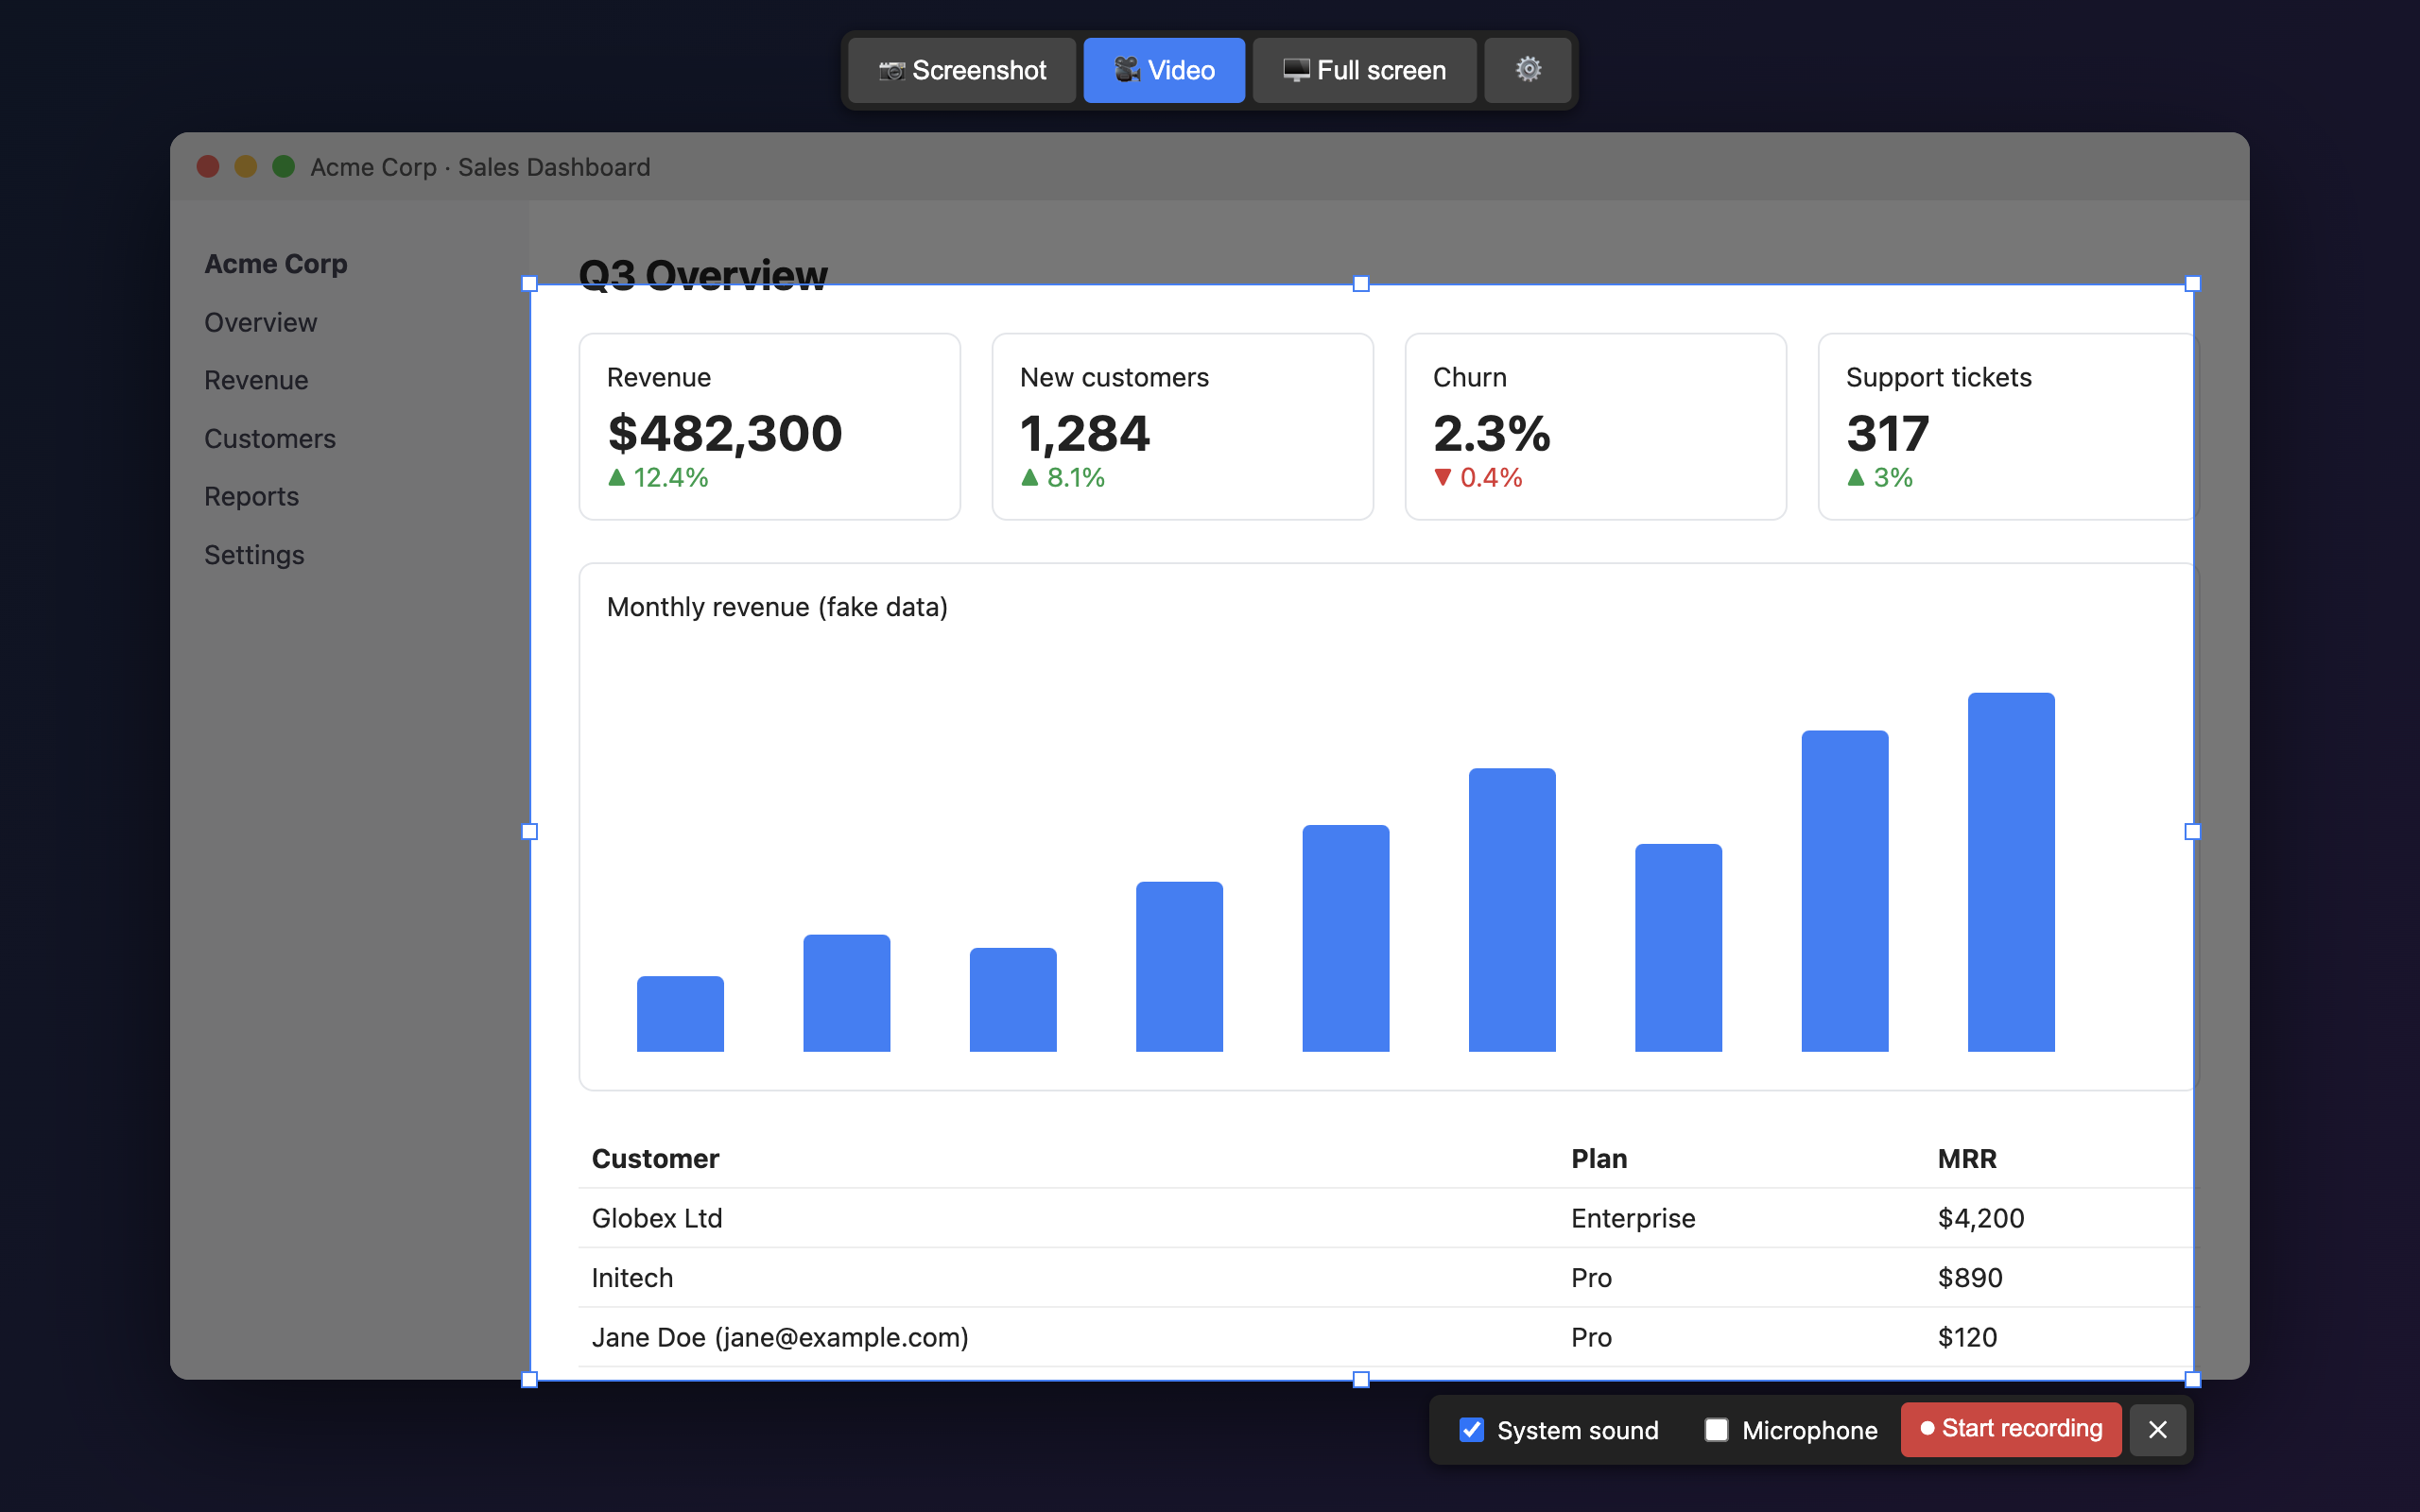 Screenshot Video Full screen
Acme Corp · Sales Dashboard
Acme Corp
Overview
Revenue
Customers
Reports
Settings
Q3 Overview
Revenue
$482,300
▲ 12.4%
New customers
1,284
▲ 8.1%
Churn
2.3%
▼ 0.4%
Support tickets
317
▲ 3%
Monthly revenue (fake data)
Customer Plan MRR
Globex Ltd Enterprise $4,200
Initech Pro $890
Jane Doe (jane@example.com) Pro $120
System sound Microphone Start recording